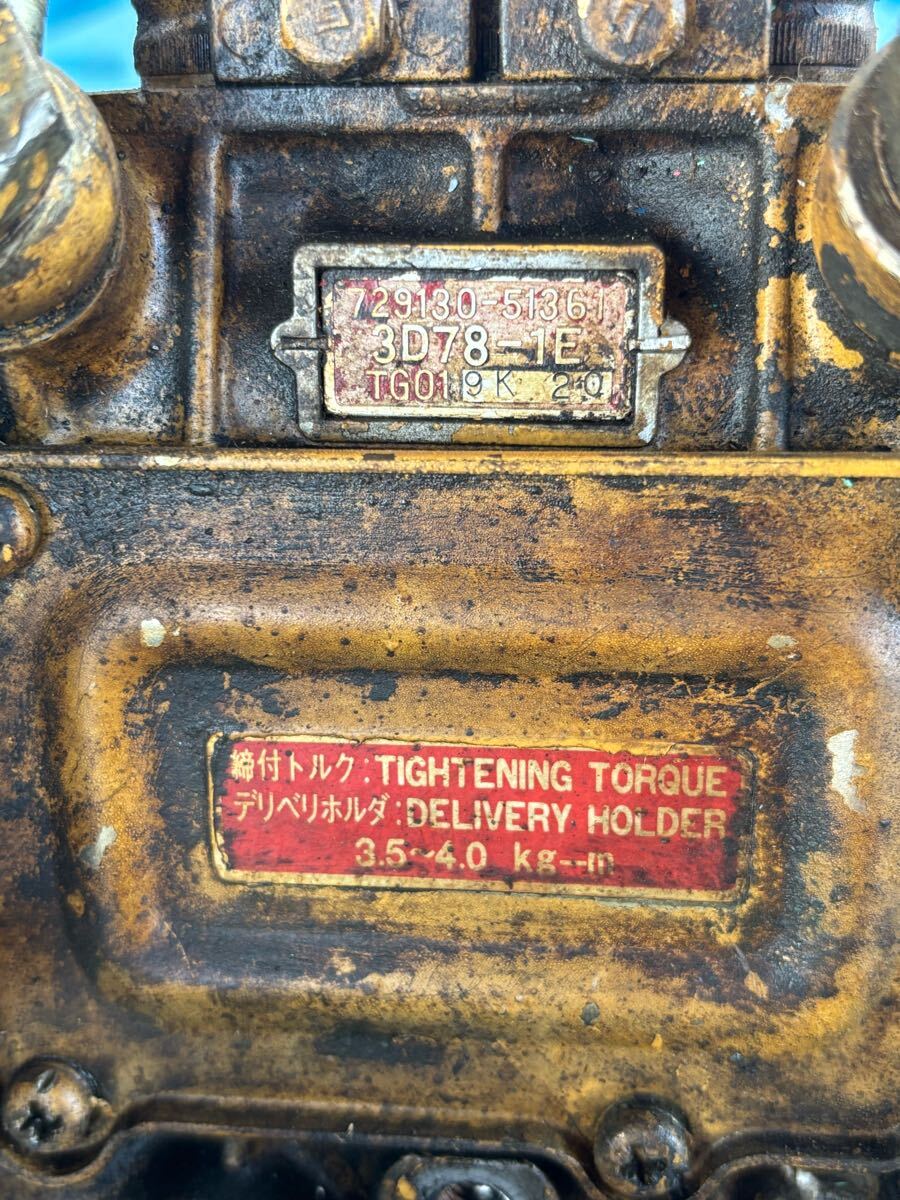 729130-51361
3D78-1E
TG019K 20
締付トルク:TIGHTENING TORQUE
デリベリホルダ:DELIVERY HOLDER
3.5~4.0 kg-m